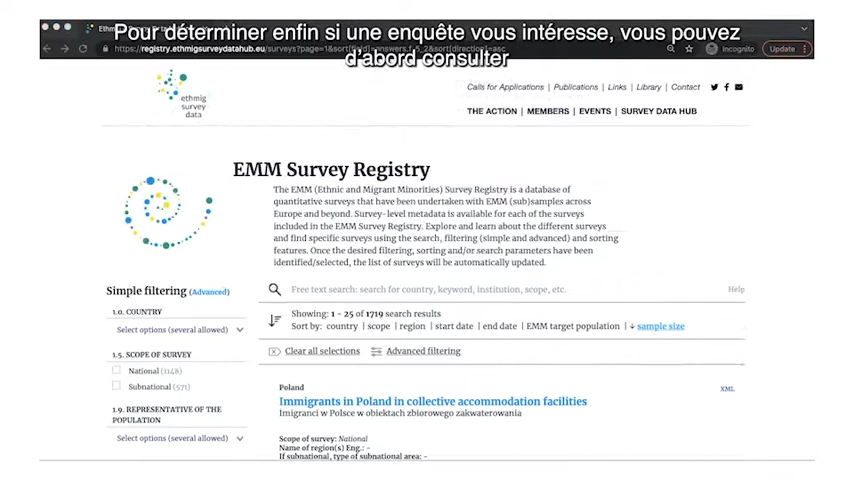 Pour déterminer enfin si une enquête vous intéresse, vous pouvez
d'abord consulter
https://registry.ethmigsurveydatahub.eu/surveys?page=1&sort[field]=answers.f_5_2&sort[direction]=asc
Incognito
Update
ethmig
survey
data
Calls for Applications | Publications | Links | Library | Contact
THE ACTION | MEMBERS | EVENTS | SURVEY DATA HUB
EMM Survey Registry
The EMM (Ethnic and Migrant Minorities) Survey Registry is a database of
quantitative surveys that have been undertaken with EMM (sub)samples across
Europe and beyond. Survey-level metadata is available for each of the surveys
included in the EMM Survey Registry. Explore and learn about the different surveys
and find specific surveys using the search, filtering (simple and advanced) and sorting
features. Once the desired filtering, sorting and/or search parameters have been
identified/selected, the list of surveys will be automatically updated.
Simple filtering (Advanced)
1.0. COUNTRY
Select options (several allowed)
1.5. SCOPE OF SURVEY
National (1148)
Subnational (571)
1.9. REPRESENTATIVE OF THE
POPULATION
Select options (several allowed)
Free text search: search for country, keyword, institution, scope, etc.
Help
Showing: 1 - 25 of 1719 search results
Sort by: country | scope | region | start date | end date | EMM target population | ↓ sample size
Clear all selections
Advanced filtering
Poland
XML
Immigrants in Poland in collective accommodation facilities
Imigranci w Polsce w obiektach zbiorowego zakwaterowania
Scope of survey: National
Name of region(s) Eng.: -
If subnational, type of subnational area: -